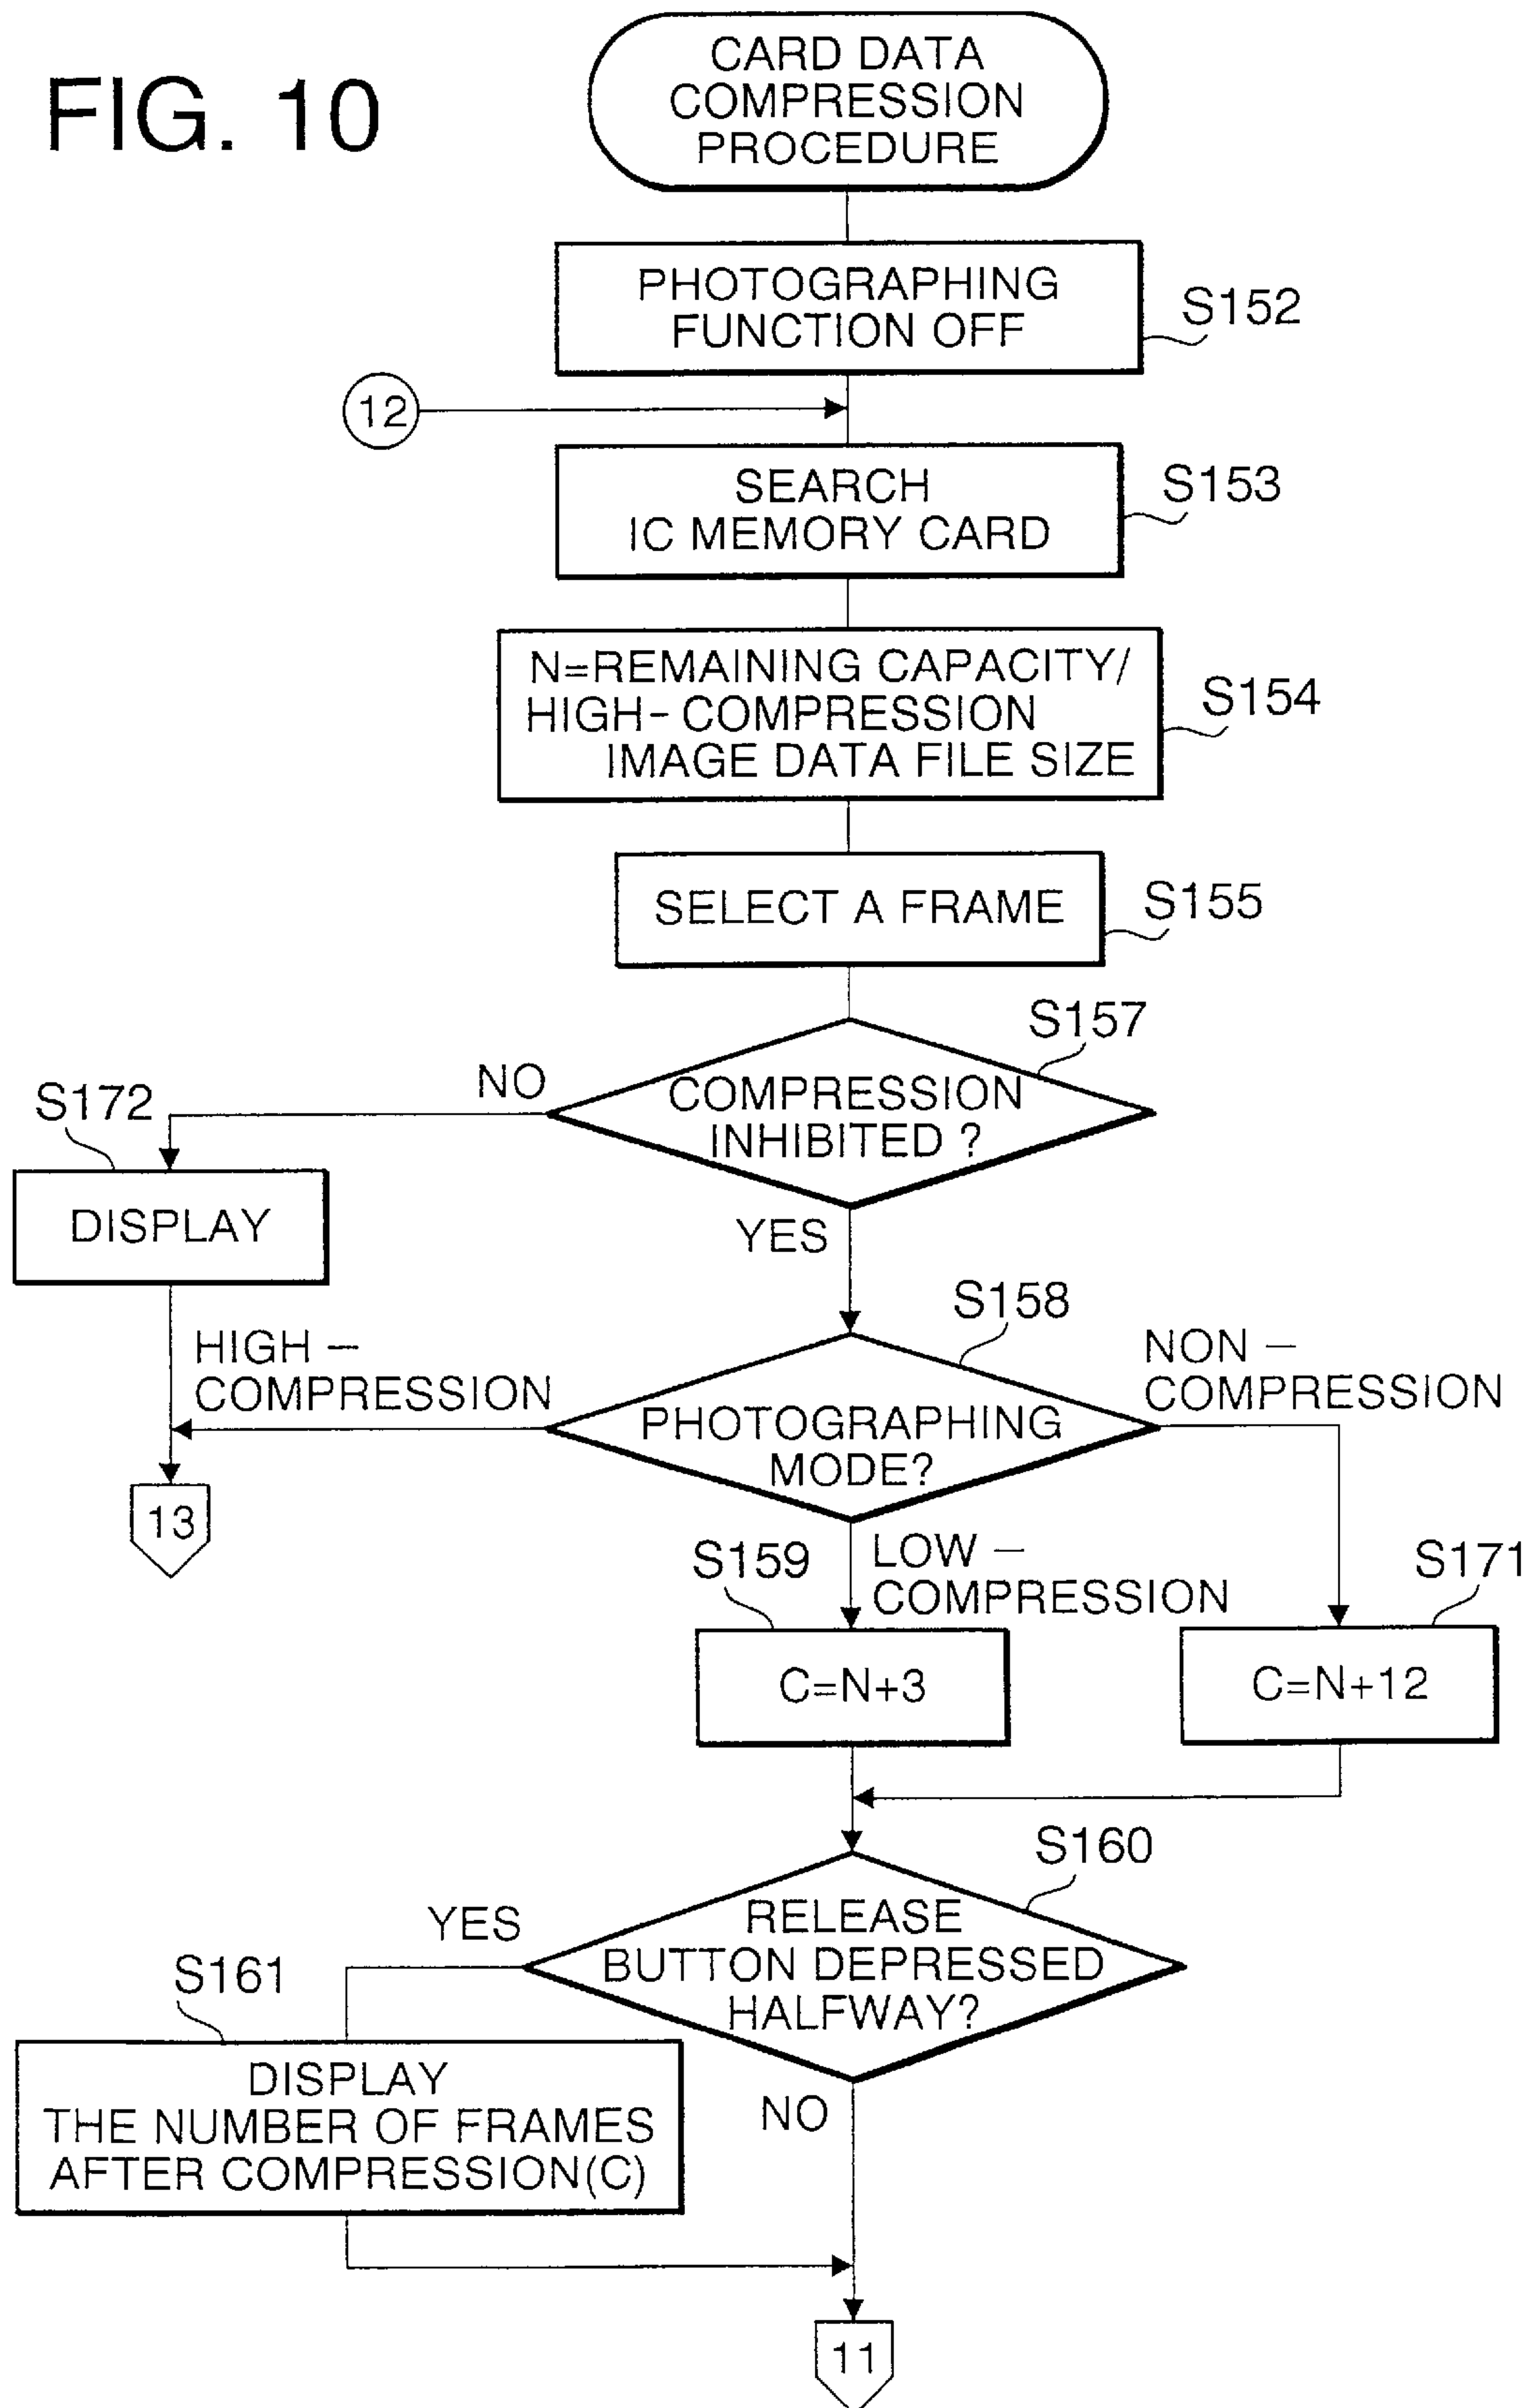 FIG. 10
CARD DATA
COMPRESSION
PROCEDURE
PHOTOGRAPHING
FUNCTION OFF
S152
12
SEARCH
IC MEMORY CARD
S153
N=REMAINING CAPACITY/
HIGH-COMPRESSION
IMAGE DATA FILE SIZE
S154
SELECT A FRAME
S155
S157
COMPRESSION
INHIBITED ?
NO
S172
DISPLAY
YES
S158
HIGH-
COMPRESSION
PHOTOGRAPHING
MODE?
NON-
COMPRESSION
13
S159
LOW-
COMPRESSION
S171
C=N+3
C=N+12
S160
YES
RELEASE
BUTTON DEPRESSED
HALFWAY?
S161
DISPLAY
THE NUMBER OF FRAMES
AFTER COMPRESSION(C)
NO
11